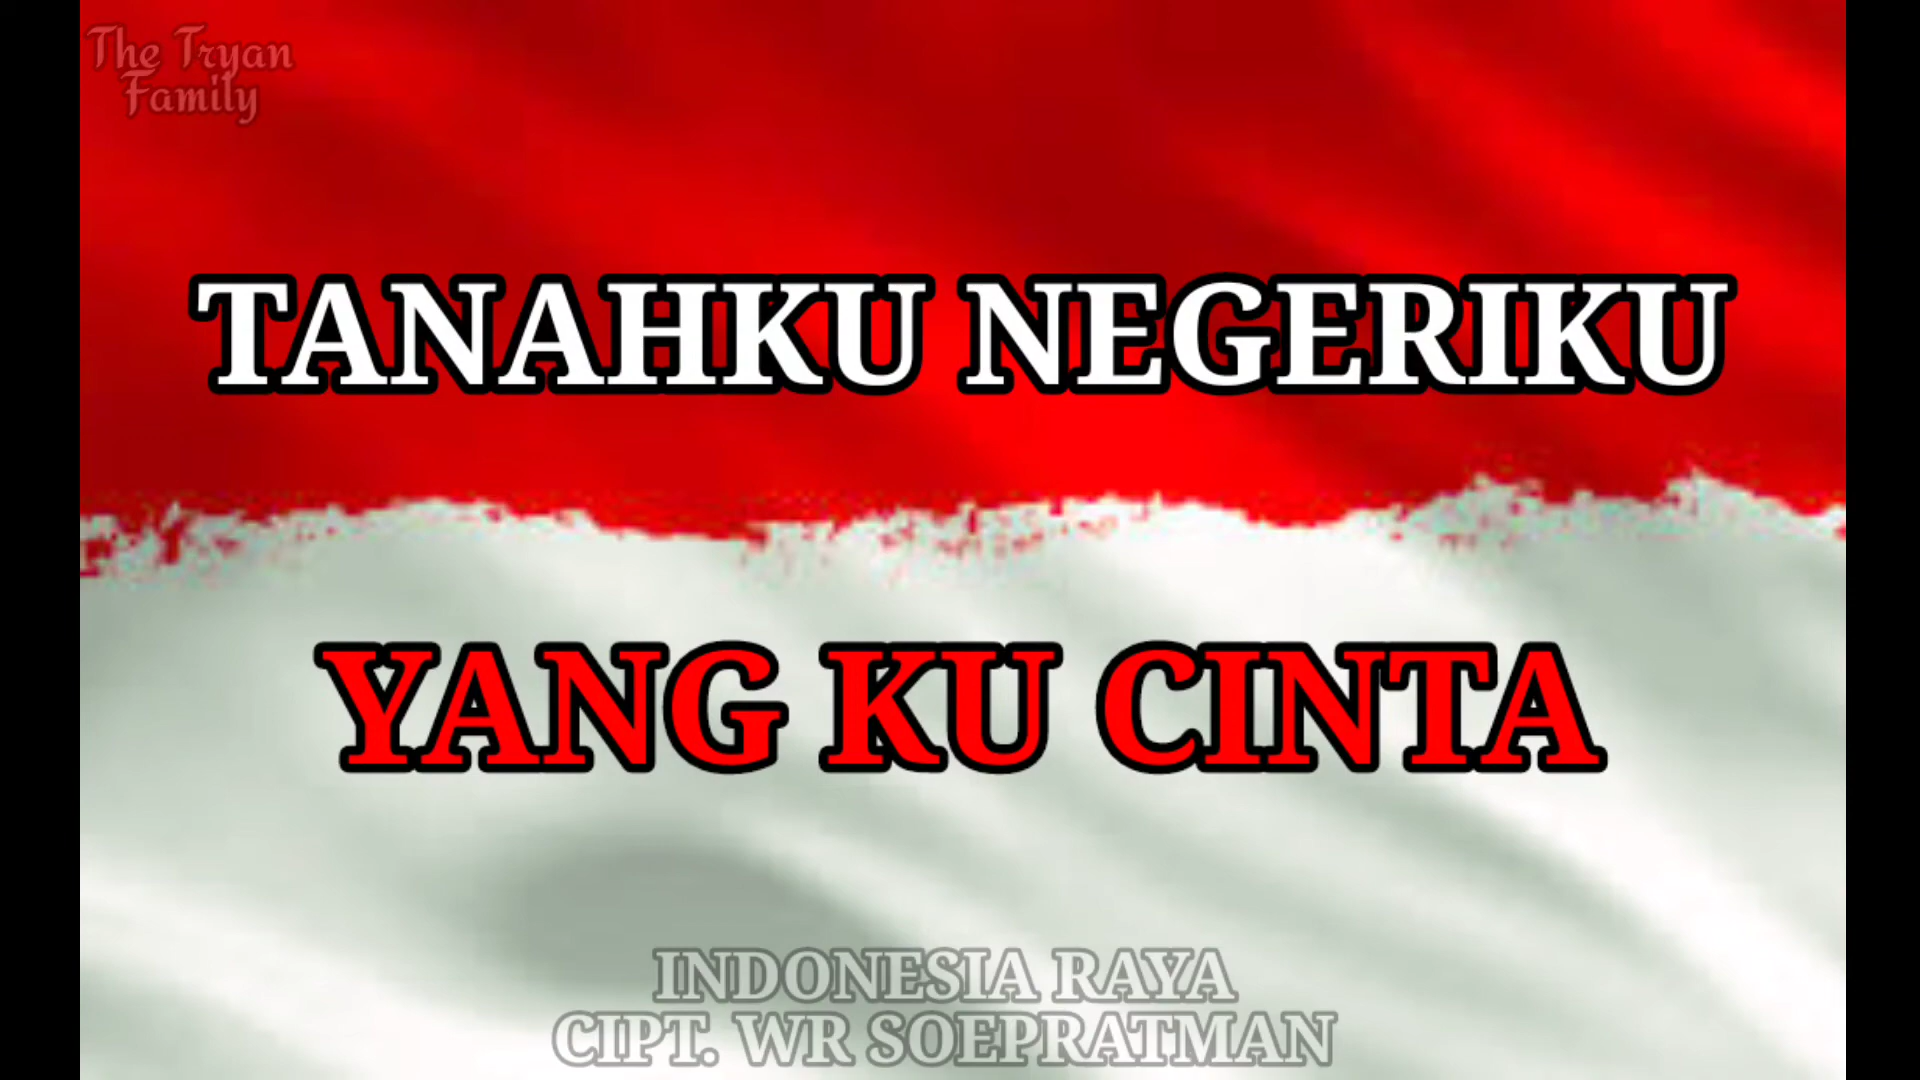 The Tryan
Family
TANAHKU NEGERIKU
YANG KU CINTA
INDONESIA RAYA
CIPT. WR SOEPRATMAN